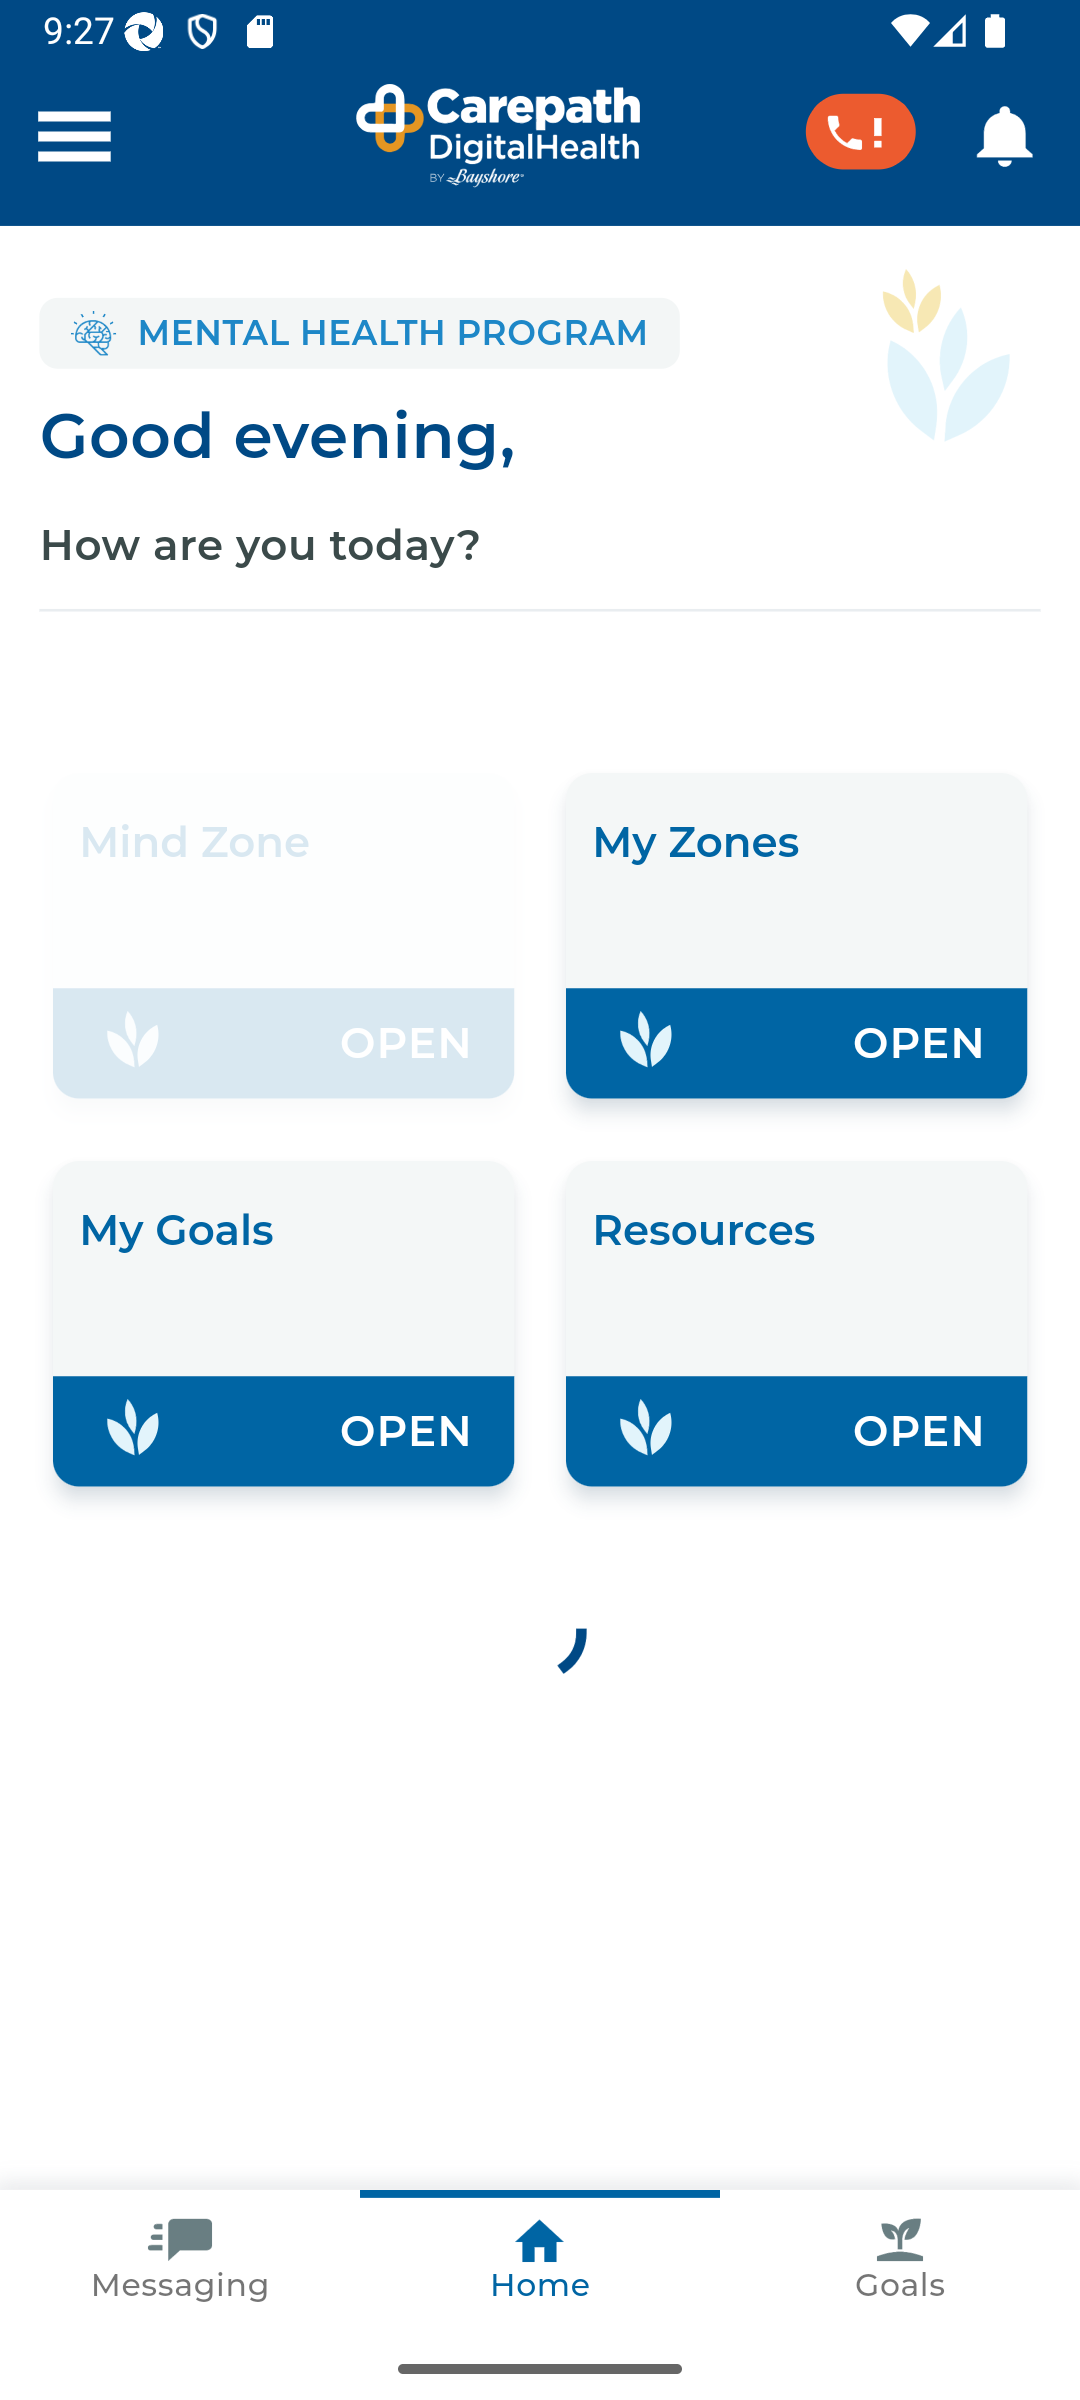 9:27
Carepath
DigitalHealth
BY Bayshore
MENTAL HEALTH PROGRAM
Good evening,
How are you today?
Mind Zone
My Zones
OPEN
OPEN
My Goals
Resources
OPEN
OPEN
Messaging
Home
Goals